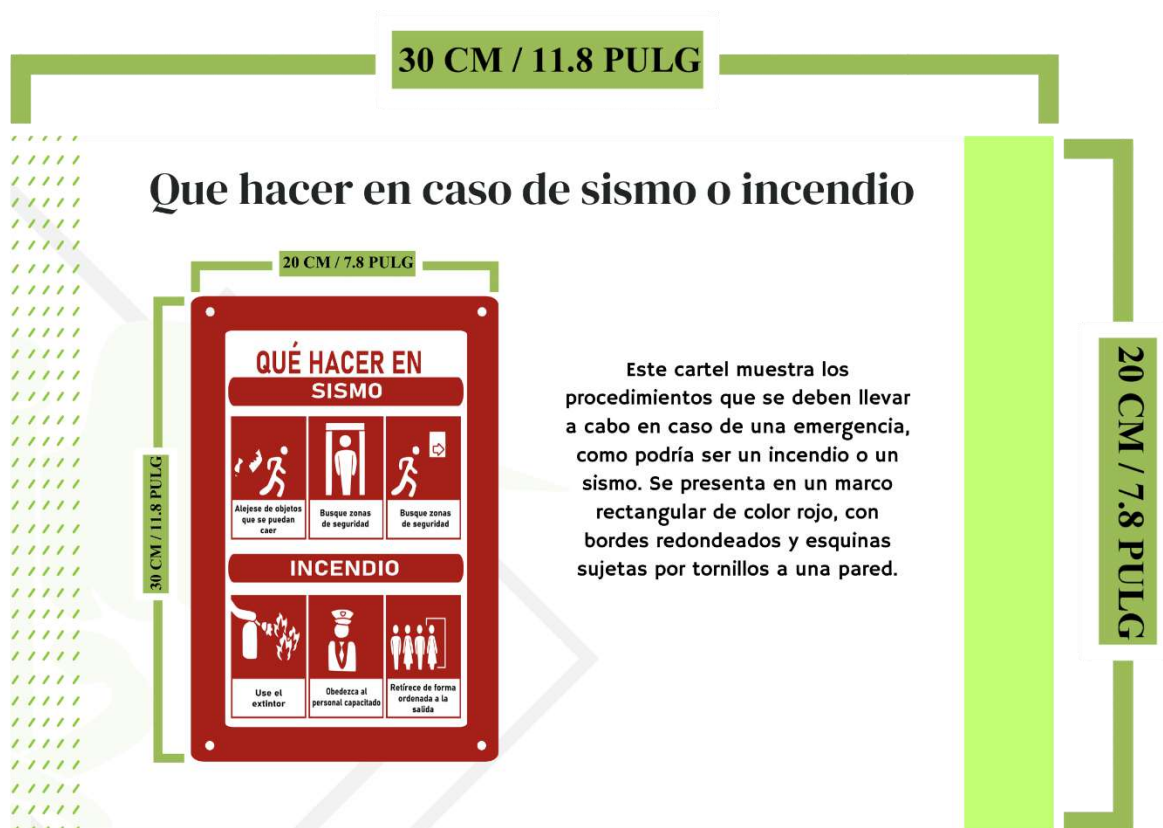 30 CM / 11.8 PULG
Que hacer en caso de sismo o incendio
20 CM / 7.8 PULG
30 CM / 11.8 PULG
QUÉ HACER EN
SISMO
Alejese de objetos
que se puedan
caer
Busque zonas
de seguridad
Busque zonas
de seguridad
INCENDIO
Use el
extintor
Obedezca al
personal capacitado
Retírece de forma
ordenada a la
salida
Este cartel muestra los
procedimientos que se deben llevar
a cabo en caso de una emergencia,
como podría ser un incendio o un
sismo. Se presenta en un marco
rectangular de color rojo, con
bordes redondeados y esquinas
sujetas por tornillos a una pared.
20 CM / 7.8 PULG